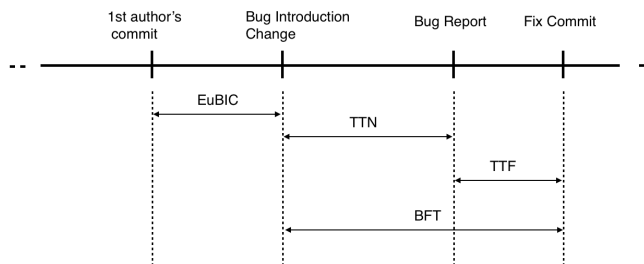 1st author's
commit
Bug Introduction
Change
Bug Report
Fix Commit
EuBIC
TTN
TTF
BFT